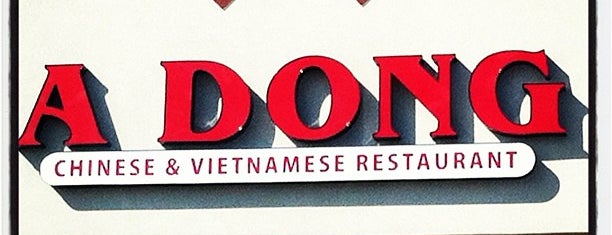 A DONG
CHINESE & VIETNAMESE RESTAURANT